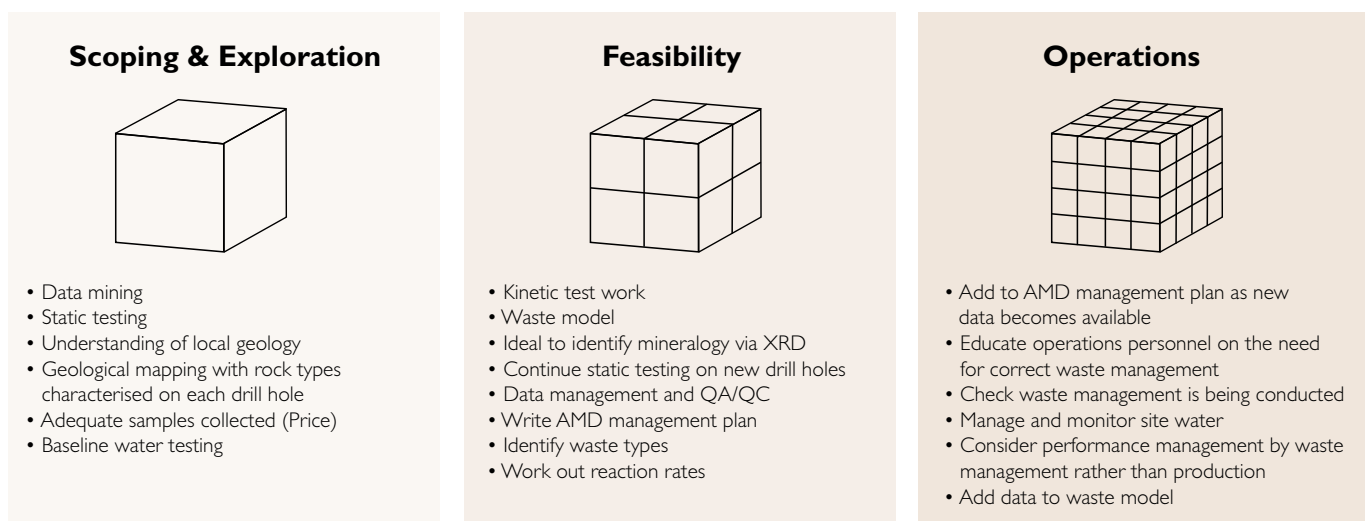 Scoping & Exploration
• Data mining
• Static testing
• Understanding of local geology
• Geological mapping with rock types
characterised on each drill hole
• Adequate samples collected (Price)
• Baseline water testing
Feasibility
• Kinetic test work
• Waste model
• Ideal to identify mineralogy via XRD
• Continue static testing on new drill holes
• Data management and QA/QC
• Write AMD management plan
• Identify waste types
• Work out reaction rates
Operations
• Add to AMD management plan as new
data becomes available
• Educate operations personnel on the need
for correct waste management
• Check waste management is being conducted
• Manage and monitor site water
• Consider performance management by waste
management rather than production
• Add data to waste model